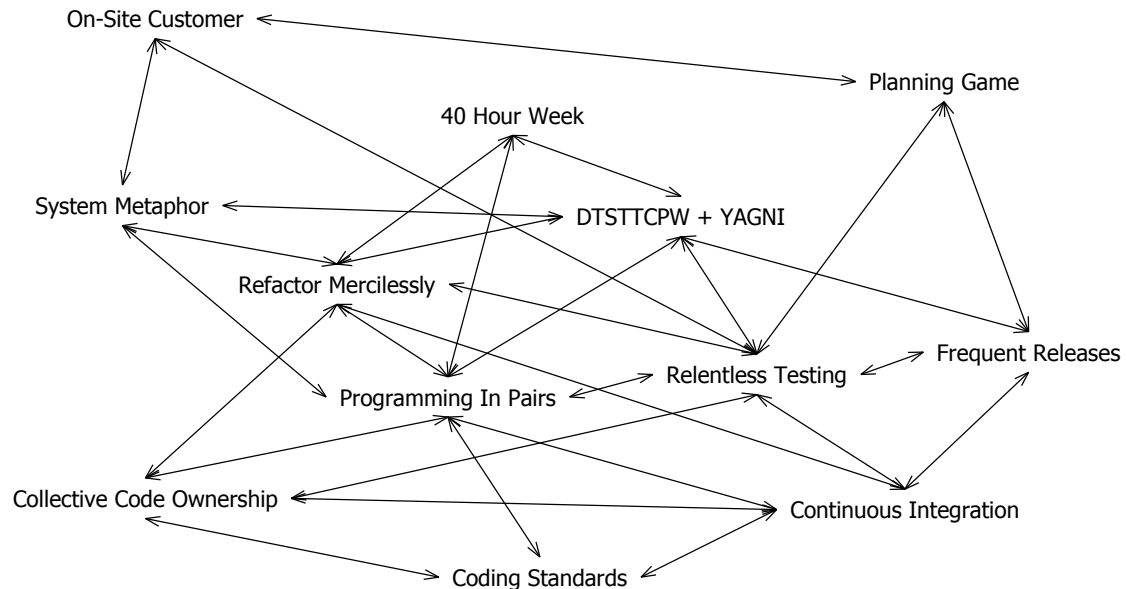 On-Site Customer
Planning Game
40 Hour Week
System Metaphor
DTSTTCPW + YAGNI
Refactor Mercilessly
Frequent Releases
Relentless Testing
Programming In Pairs
Collective Code Ownership
Continuous Integration
Coding Standards